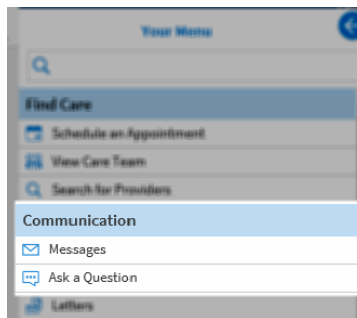 Your Menu
Find Care
Schedule an Appointment
View Care Team
Search for Providers
Communication
Messages
Ask a Question
Letters